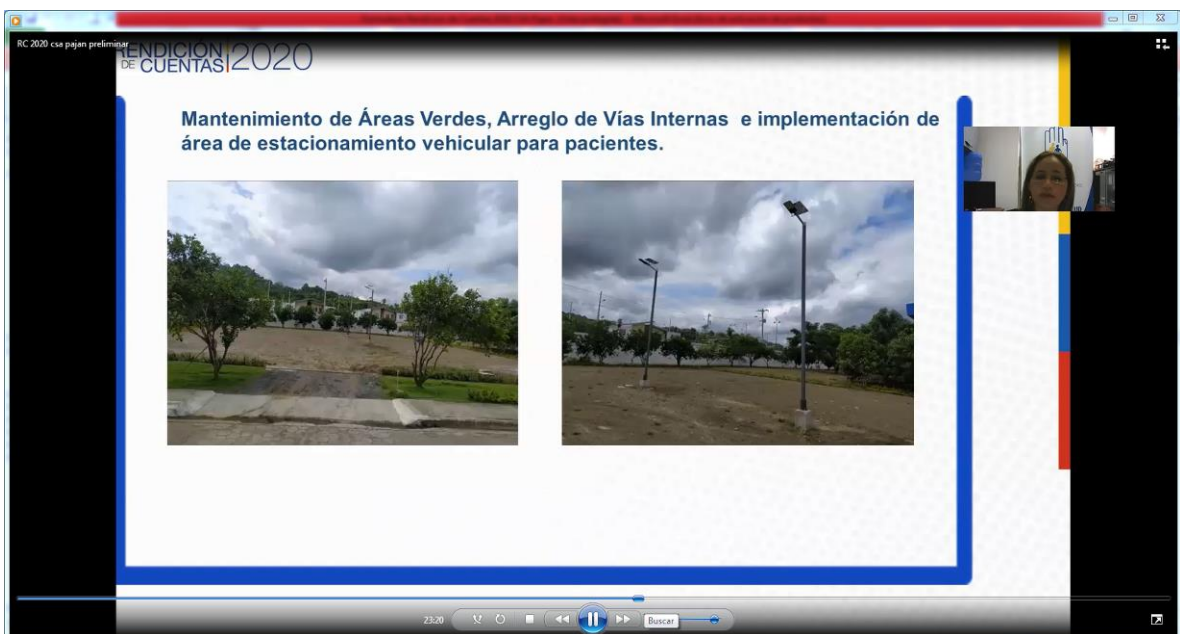 RC 2020 csa pajan preliminar
RENDICIÓN
DE CUENTAS 2020
Mantenimiento de Áreas Verdes, Arreglo de Vías Internas e implementación de
área de estacionamiento vehicular para pacientes.
23:20
Buscar